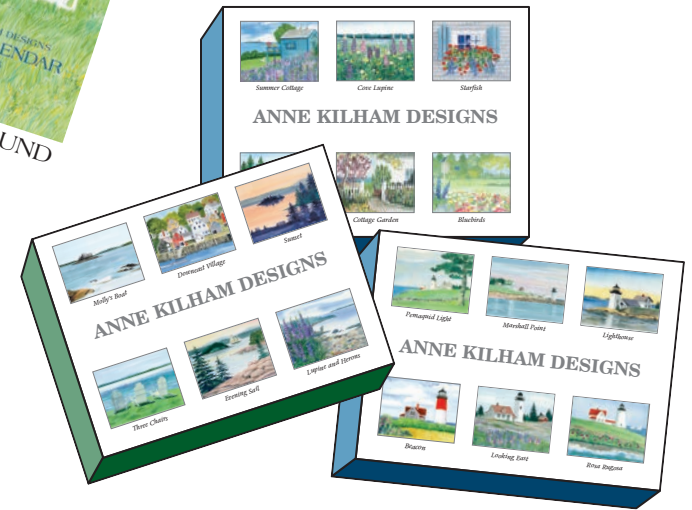 DESIGNS
ENDAR
UND
Summer Cottage
Cove Lupine
Starfish
ANNE KILHAM DESIGNS
Cottage Garden
Bluebirds
Molly's Boat
Downeast Village
Sunset
ANNE KILHAM DESIGNS
Three Chairs
Evening Sail
Lupine and Herons
Pemaquid Light
Marshall Point
Lighthouse
ANNE KILHAM DESIGNS
Beacon
Looking East
Rosa Rugosa